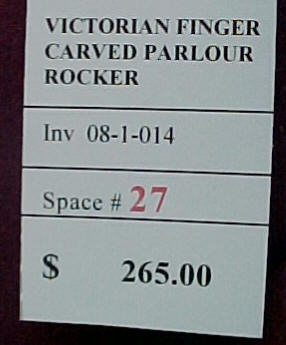 VICTORIAN FINGER
CARVED PARLOUR
ROCKER
Inv 08-1-014
Space # 27
$ 265.00